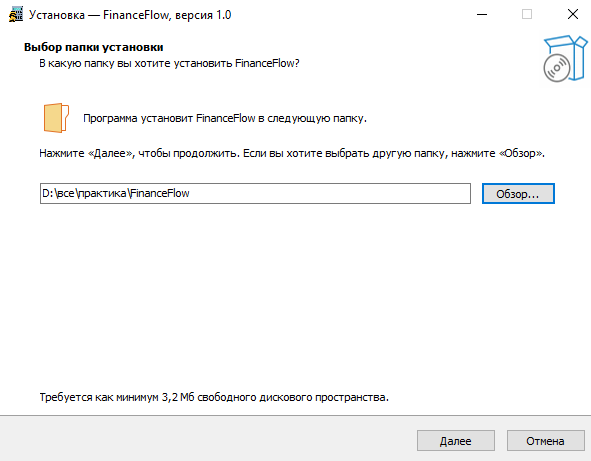 Установка — FinanceFlow, версия 1.0
Выбор папки установки
В какую папку вы хотите установить FinanceFlow?
Программа установит FinanceFlow в следующую папку.
Нажмите «Далее», чтобы продолжить. Если вы хотите выбрать другую папку, нажмите «Обзор».
D:\все\практика\FinanceFlow
Обзор...
Требуется как минимум 3,2 Мб свободного дискового пространства.
Далее
Отмена